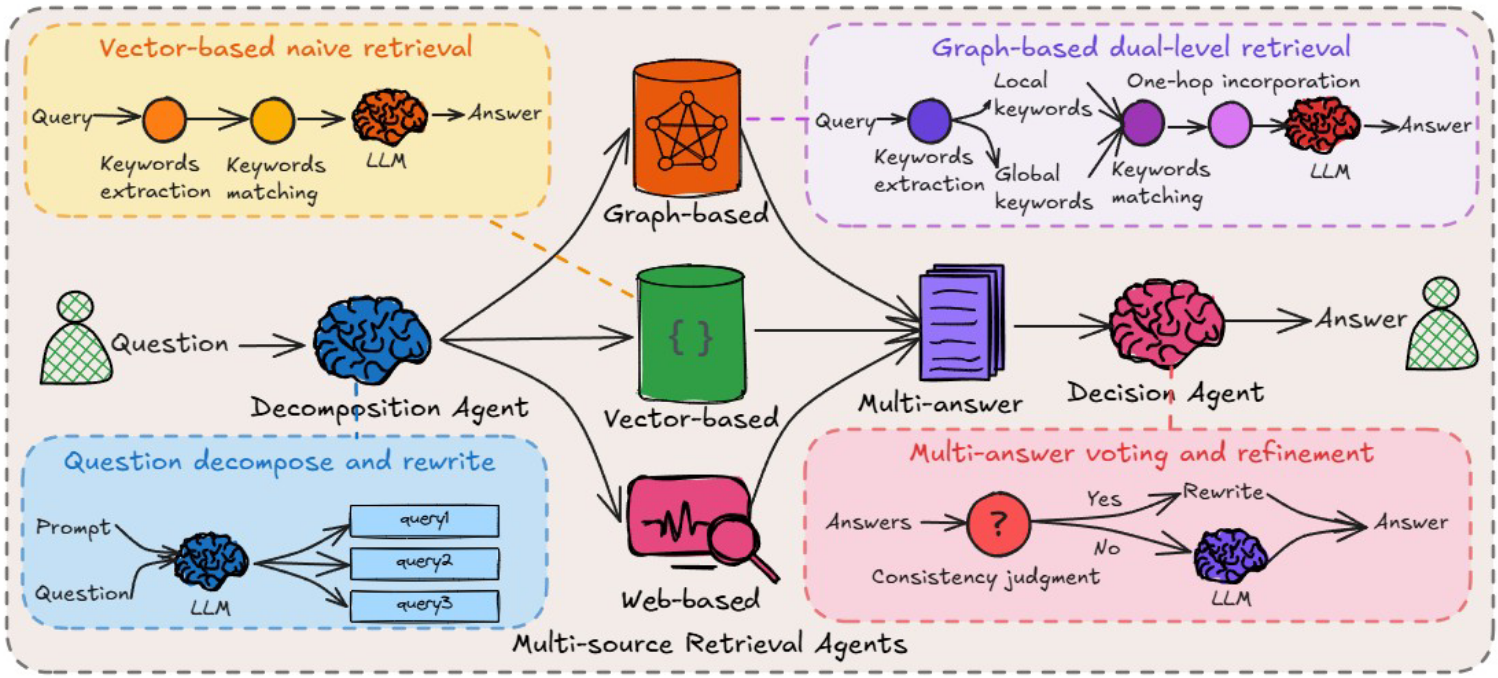 Vector-based naive retrieval
Query
Keywords
extraction
Keywords
matching
LLM
Answer
Graph-based
Graph-based dual-level retrieval
Query
Keywords
extraction
Local
keywords
Global
keywords
One-hop incorporation
Keywords
matching
LLM
Answer
Question
Decomposition Agent
{ }
Vector-based
Multi-answer
Decision Agent
Answer
Question decompose and rewrite
Prompt
Question
LLM
query1
query2
query3
Web-based
Multi-source Retrieval Agents
Multi-answer voting and refinement
Answers
?
Consistency judgment
Yes
No
Rewrite
LLM
Answer